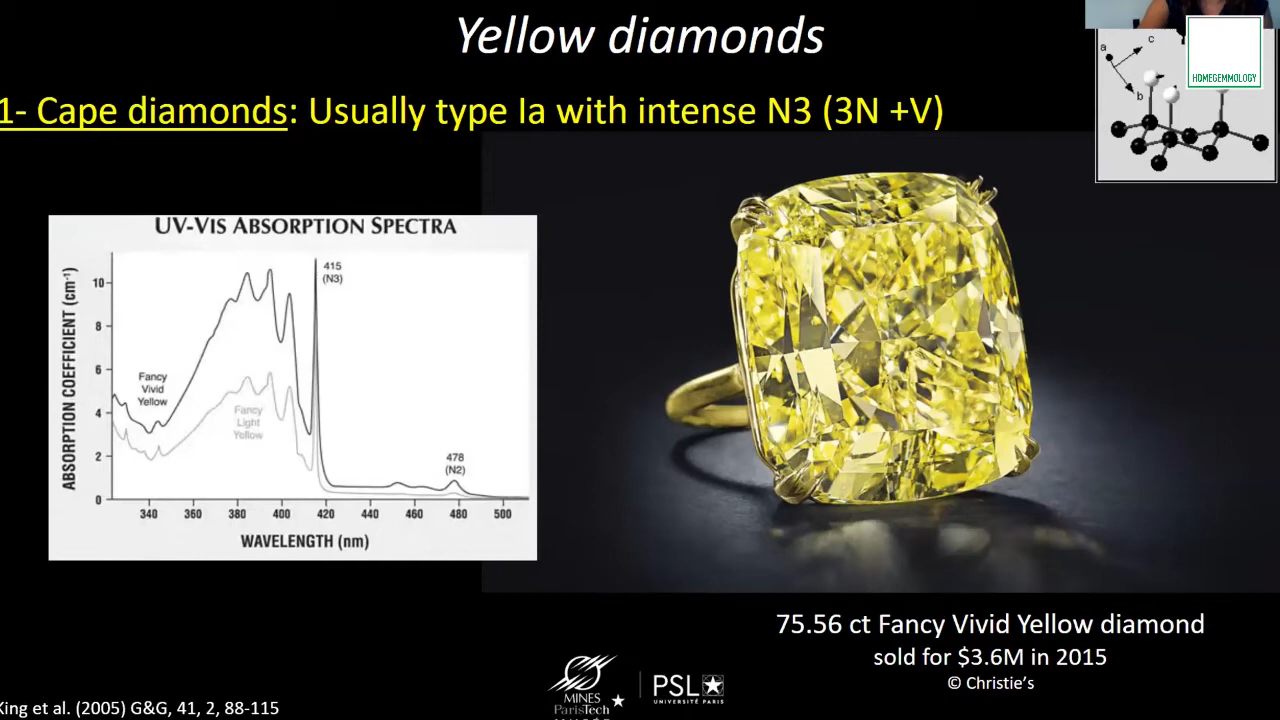 Yellow diamonds
1- Cape diamonds: Usually type Ia with intense N3 (3N +V)
a
c
b
HOMEGEMMOLOGY
UV-VIS ABSORPTION SPECTRA
ABSORPTION COEFFICIENT (cm⁻¹)
10
8
6
4
2
0
415
(N3)
Fancy
Vivid
Yellow
Fancy
Light
Yellow
478
(N2)
340 360 380 400 420 440 460 480 500
WAVELENGTH (nm)
75.56 ct Fancy Vivid Yellow diamond
sold for $3.6M in 2015
© Christie's
MINES
ParisTech
PSL
UNIVERSITÉ PARIS
King et al. (2005) G&G, 41, 2, 88-115